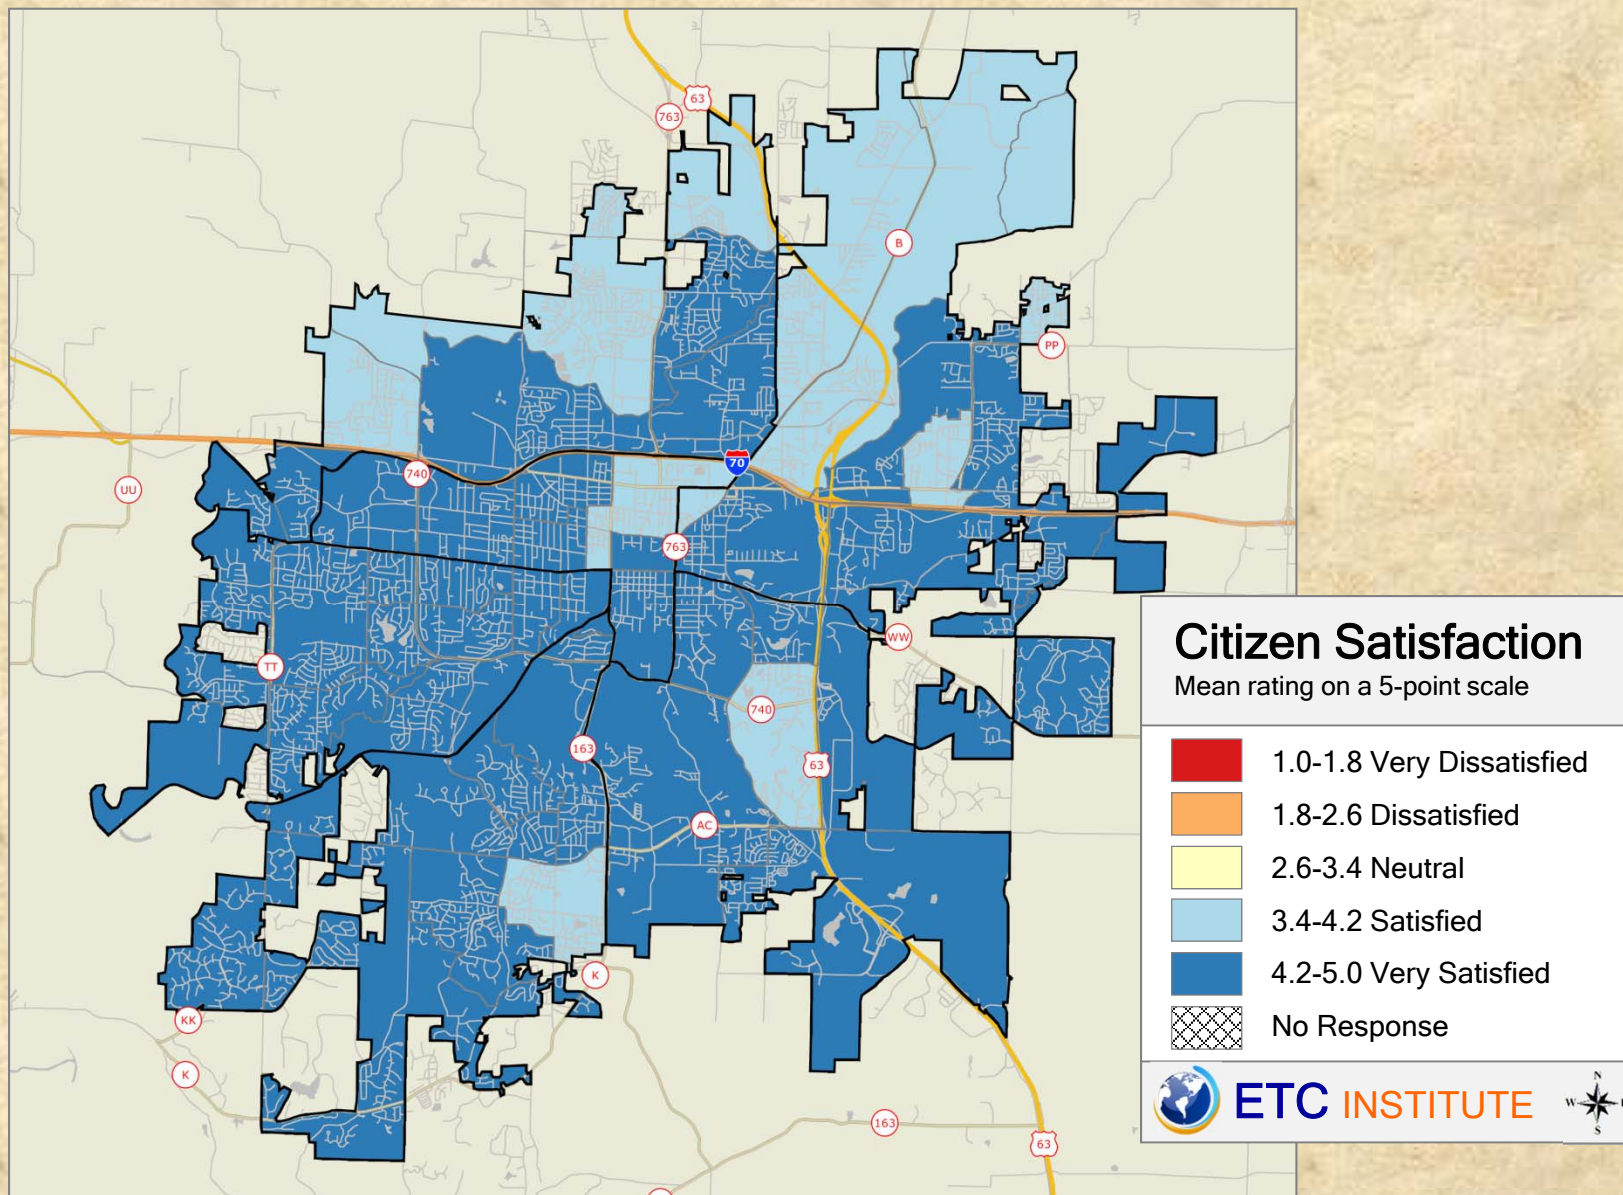 63
763
B
PP
70
740
UU
763
WW
TT
740
163
63
AC
K
KK
K
163
63
Citizen Satisfaction
Mean rating on a 5-point scale
1.0-1.8 Very Dissatisfied
1.8-2.6 Dissatisfied
2.6-3.4 Neutral
3.4-4.2 Satisfied
4.2-5.0 Very Satisfied
No Response
ETC INSTITUTE
N
W
S